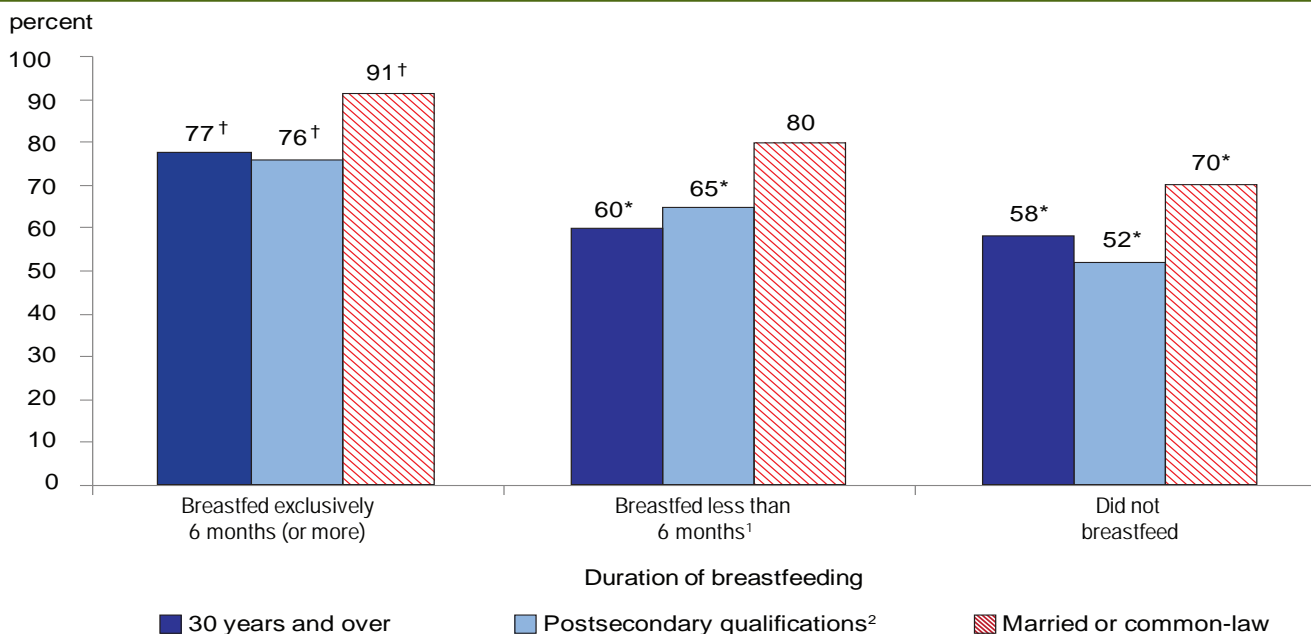 percent
100
90
80
70
60
50
40
30
20
10
0
77†
76†
91†
60*
65*
80
58*
52*
70*
Breastfed exclusively
6 months (or more)
Breastfed less than
6 months¹
Did not
breastfeed
Duration of breastfeeding
30 years and over
Postsecondary qualifications²
Married or common-law